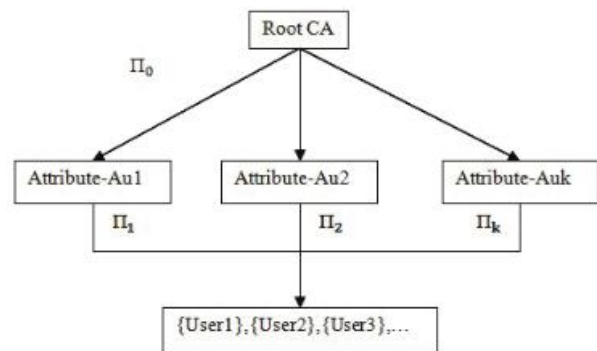 Root CA
Π₀
Attribute-Au1
Attribute-Au2
Attribute-Auk
Π₁
Π₂
Πₖ
{User1},{User2},{User3},...